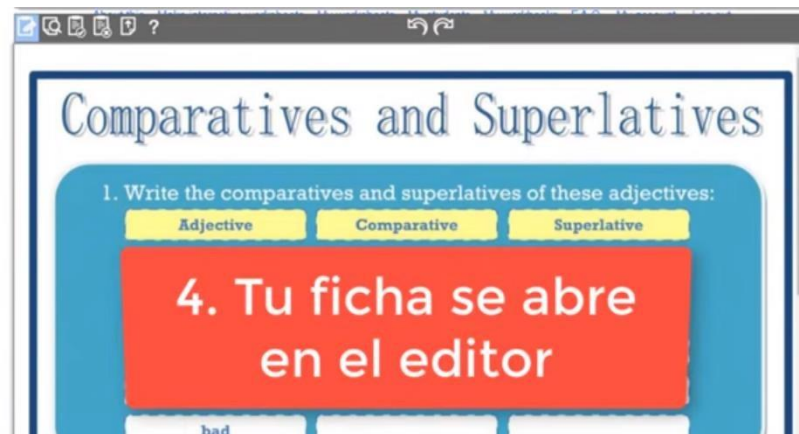 ?
Comparatives and Superlatives
1. Write the comparatives and superlatives of these adjectives:
Adjective Comparative Superlative
4. Tu ficha se abre
en el editor
bad